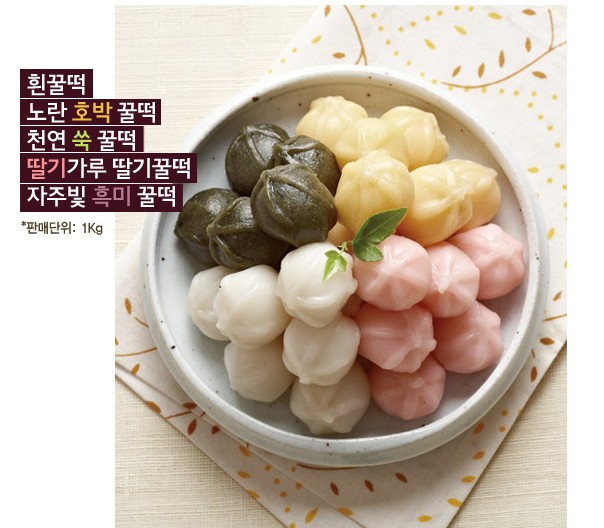 흰꿀떡
노란 호박 꿀떡
천연 쑥 꿀떡
딸기가루 딸기꿀떡
자주빛 흑미 꿀떡
*판매단위: 1Kg